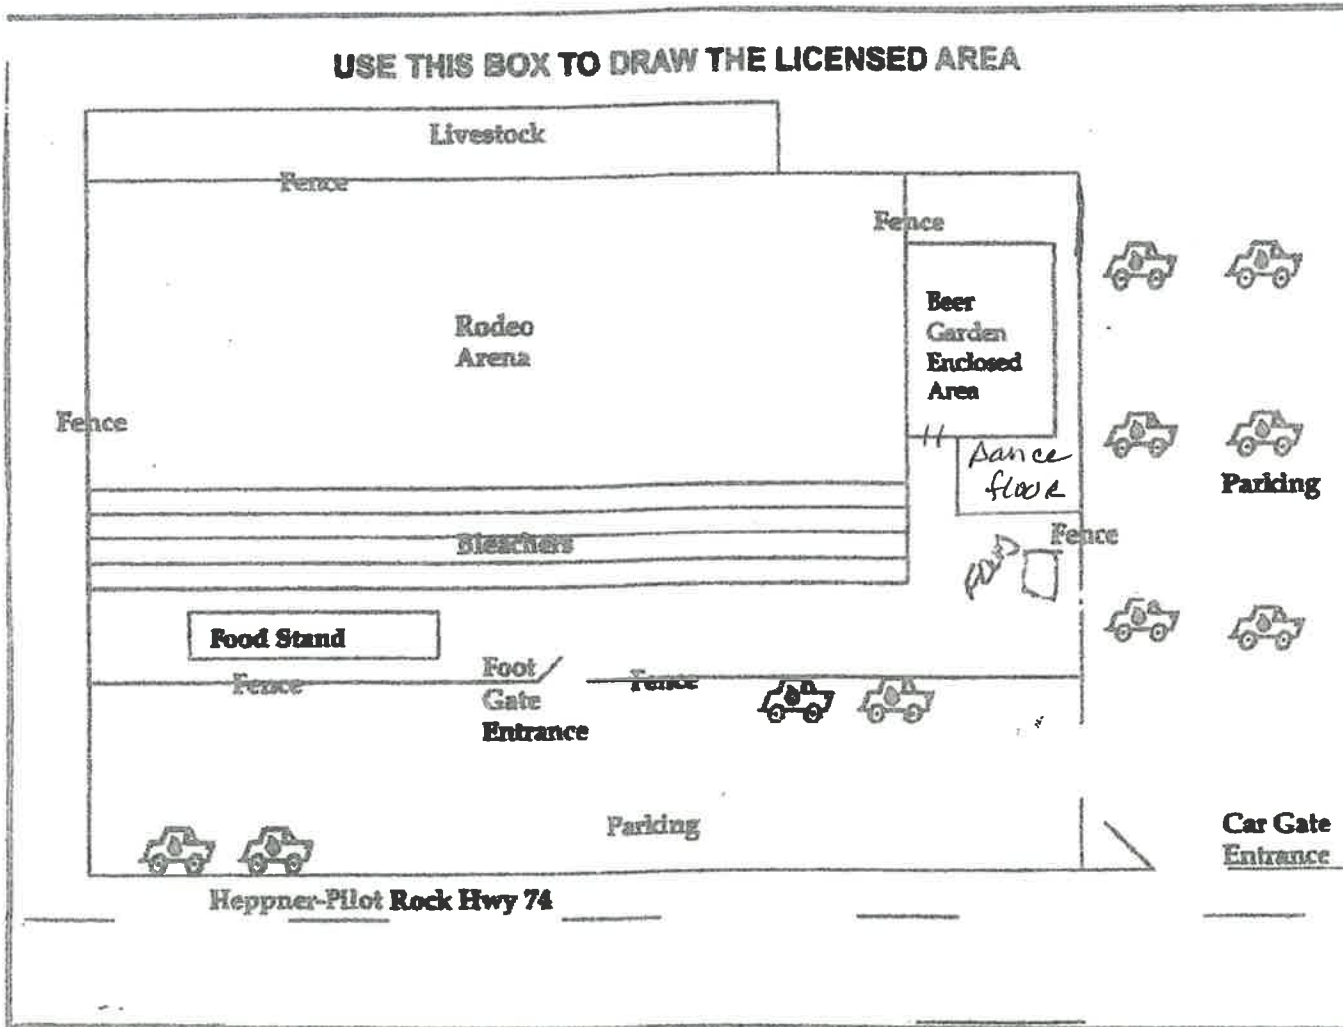 USE THIS BOX TO DRAW THE LICENSED AREA
Livestock
Fence
Fence
Rodeo
Arena
Beer
Garden
Enclosed
Area
Fence
Dance
floor
Parking
Bleachers
Fence
Food Stand
Fence
Foot
Gate
Entrance
Fence
Parking
Car Gate
Entrance
Heppner-Pilot Rock Hwy 74